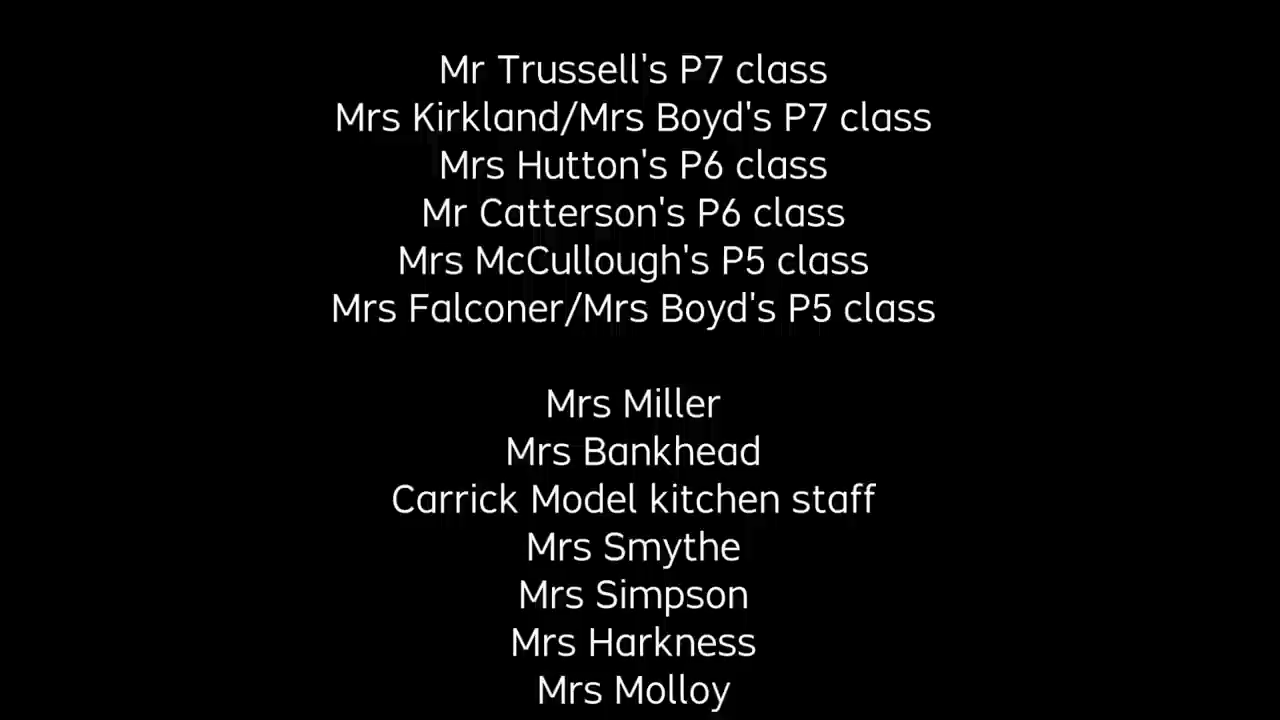 Mr Trussell's P7 class
Mrs Kirkland/Mrs Boyd's P7 class
Mrs Hutton's P6 class
Mr Catterson's P6 class
Mrs McCullough's P5 class
Mrs Falconer/Mrs Boyd's P5 class
Mrs Miller
Mrs Bankhead
Carrick Model kitchen staff
Mrs Smythe
Mrs Simpson
Mrs Harkness
Mrs Molloy